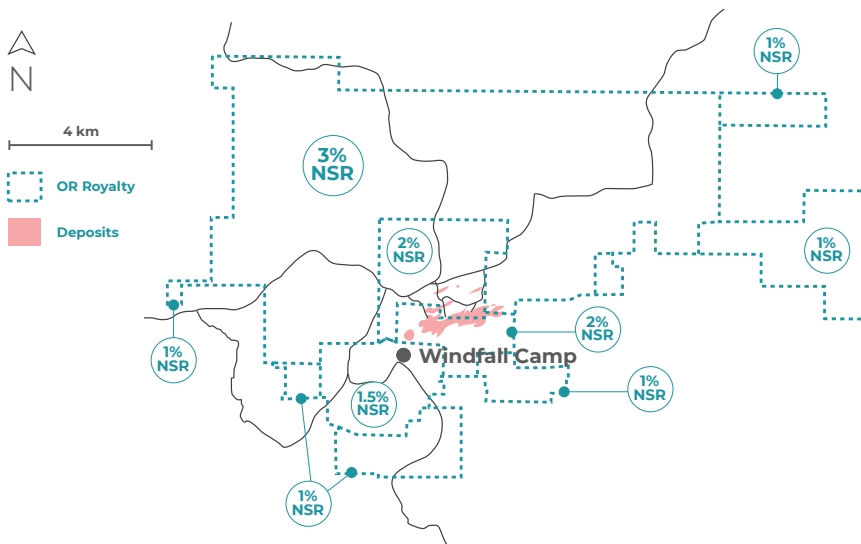 1%
NSR
N
4 km
3%
NSR
OR Royalty
Deposits
2%
NSR
1%
NSR
2%
NSR
1%
NSR
Windfall Camp
1%
NSR
1.5%
NSR
1%
NSR